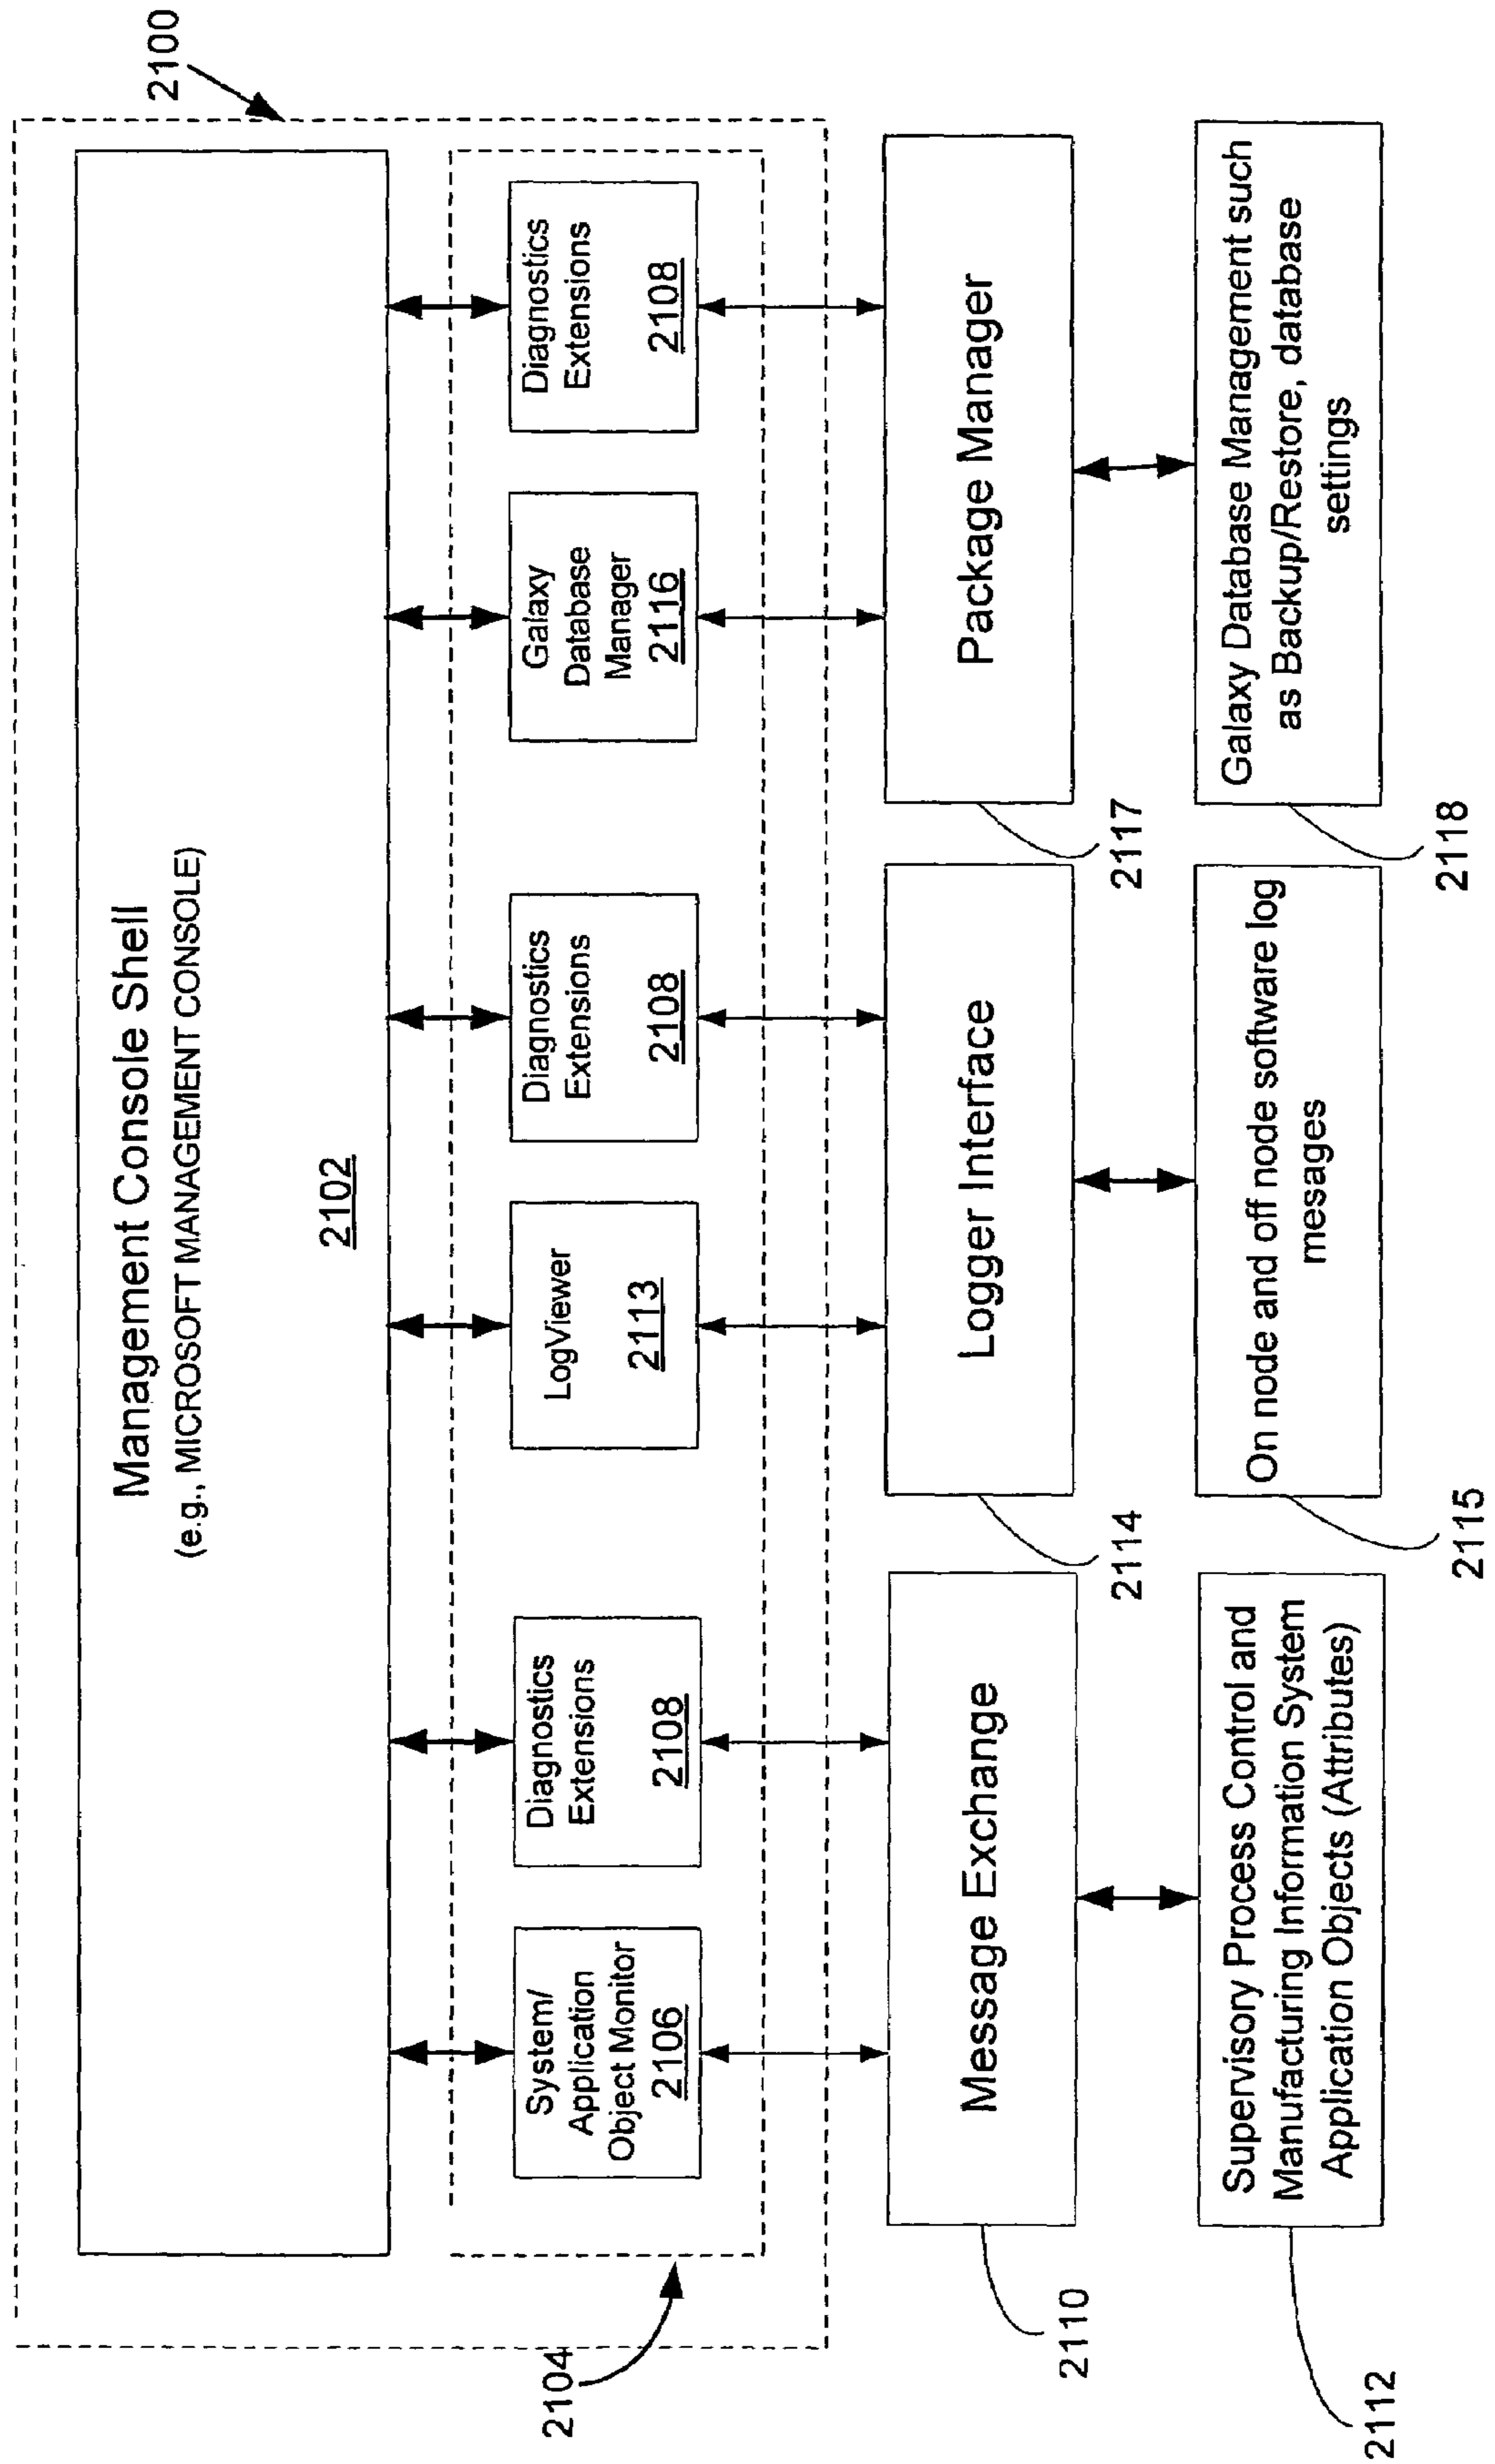 2100
Management Console Shell
(e.g., MICROSOFT MANAGEMENT CONSOLE)
2102
2104
System/
Application
Object Monitor
2106
Diagnostics
Extensions
2108
LogViewer
2113
Diagnostics
Extensions
2108
Galaxy
Database
Manager
2116
Diagnostics
Extensions
2108
Message Exchange
2110
Logger Interface
2114
Package Manager
2117
Supervisory Process Control and
Manufacturing Information System
Application Objects (Attributes)
2112
On node and off node software log
mesages
2115
Galaxy Database Management such
as Backup/Restore, database
settings
2118